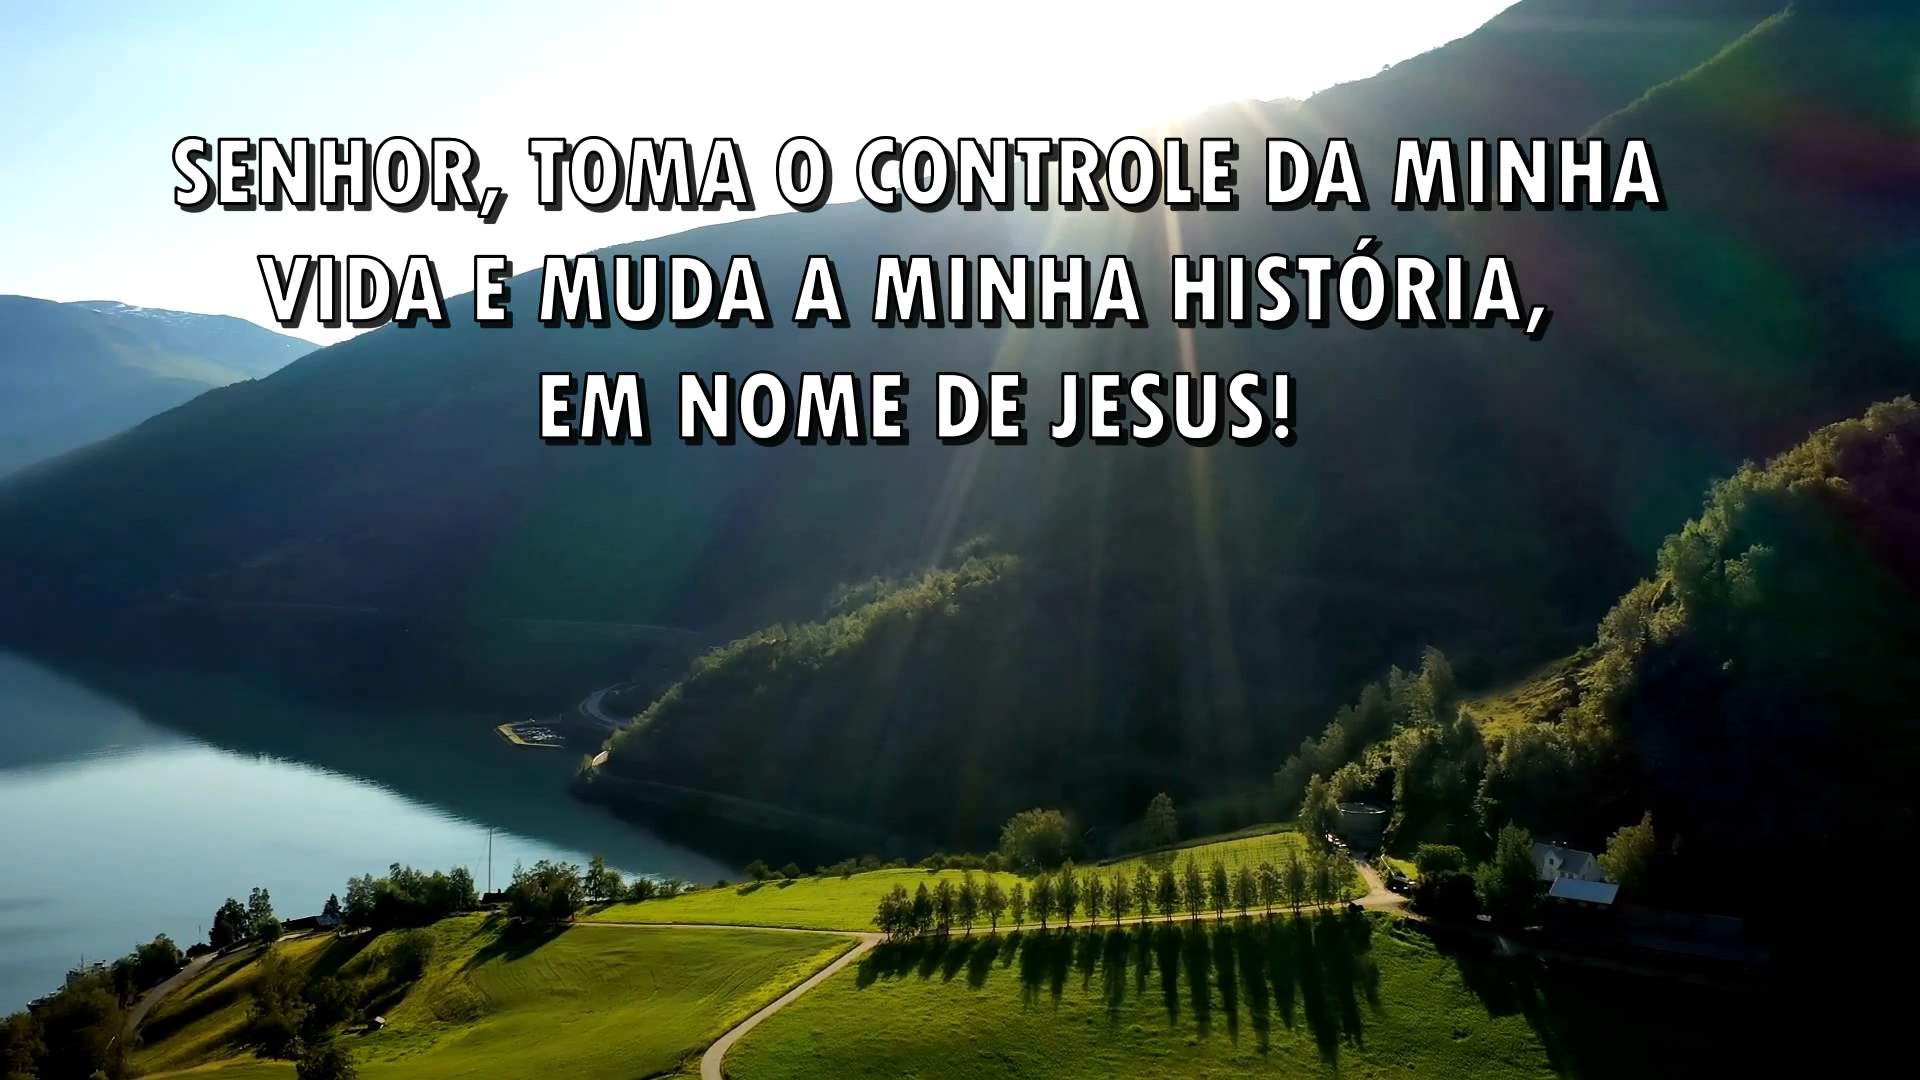 SENHOR, TOMA O CONTROLE DA MINHA
VIDA E MUDA A MINHA HISTÓRIA,
EM NOME DE JESUS!